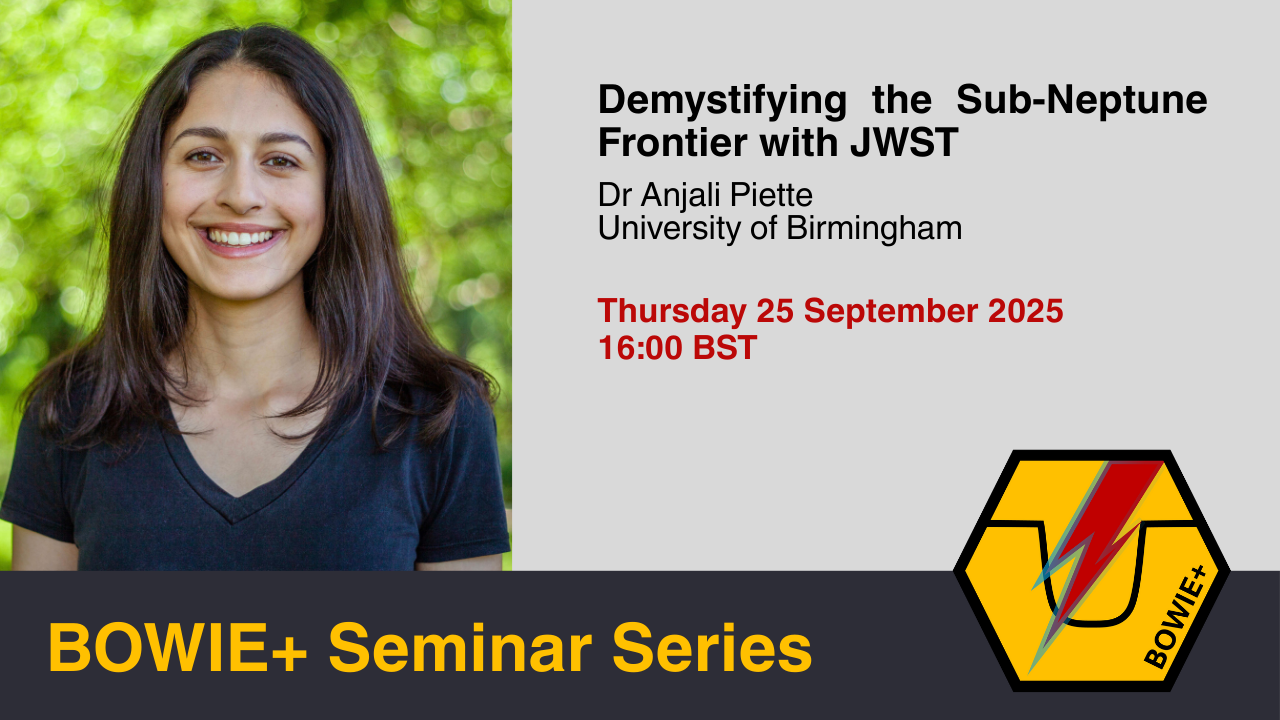 Demystifying the Sub-Neptune
Frontier with JWST
Dr Anjali Piette
University of Birmingham
Thursday 25 September 2025
16:00 BST
BOWIE+
BOWIE+ Seminar Series